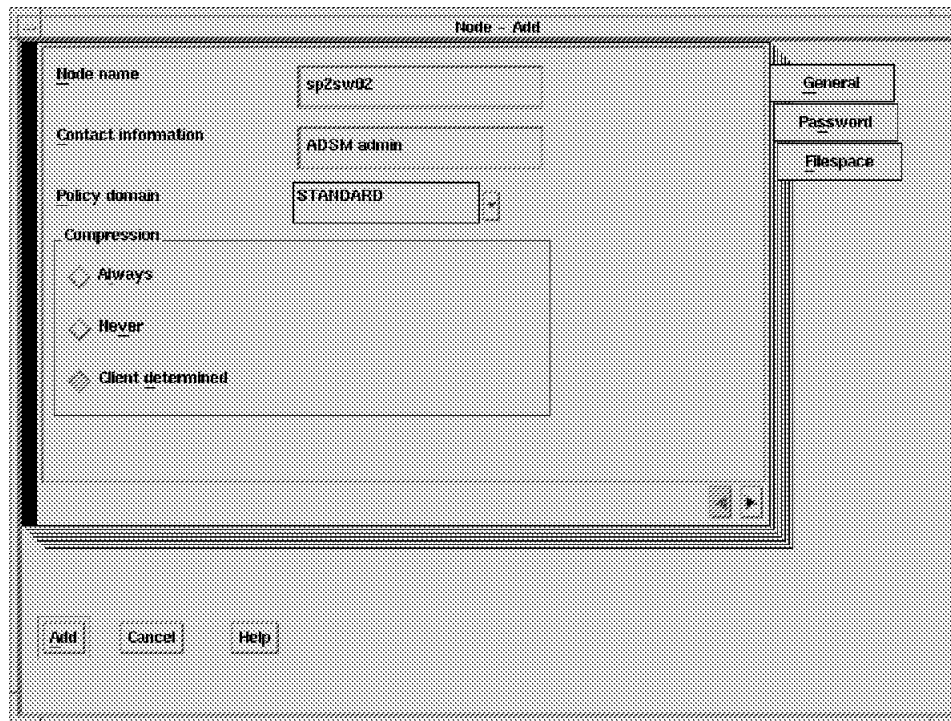 Node - Add
Node name
sp2sw02
Contact information
ADSM admin
Policy domain
STANDARD
Compression
Always
Never
Client determined
General
Password
Filespace
Add
Cancel
Help